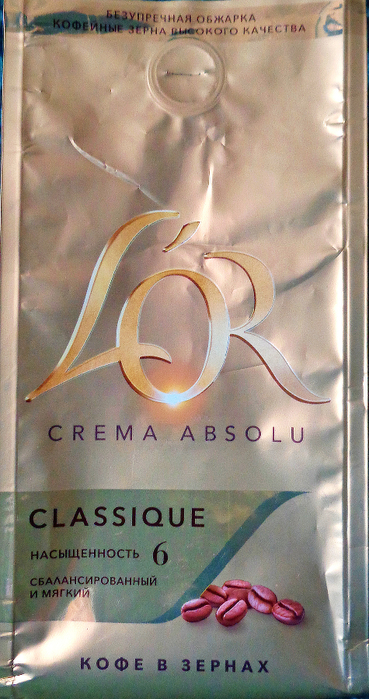 БЕЗУПРЕЧНАЯ ОБЖАРКА
КОФЕЙНЫЕ ЗЕРНА ВЫСОКОГО КАЧЕСТВА
L'OR
CREMA ABSOLU
CLASSIQUE
НАСЫЩЕННОСТЬ 6
СБАЛАНСИРОВАННЫЙ
И МЯГКИЙ
КОФЕ В ЗЕРНАХ